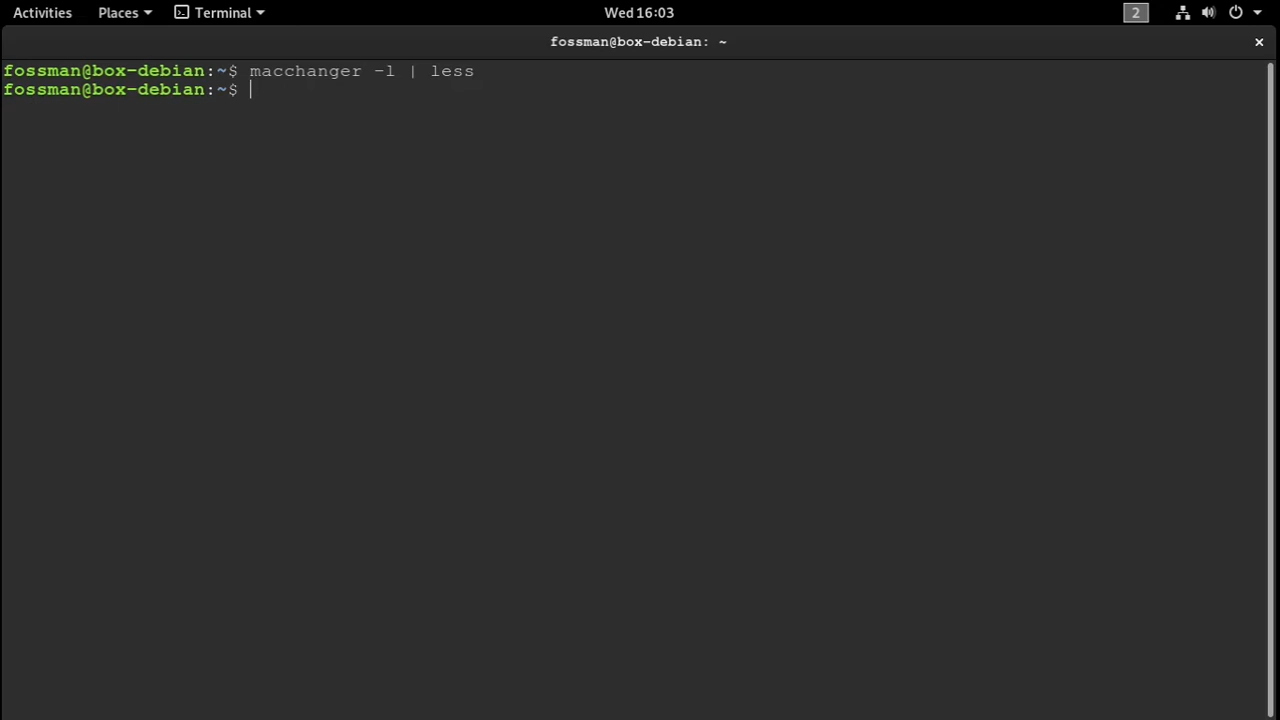 Activities Places Terminal Wed 16:03 2
fossman@box-debian: ~
fossman@box-debian:~$ macchanger -l | less
fossman@box-debian:~$